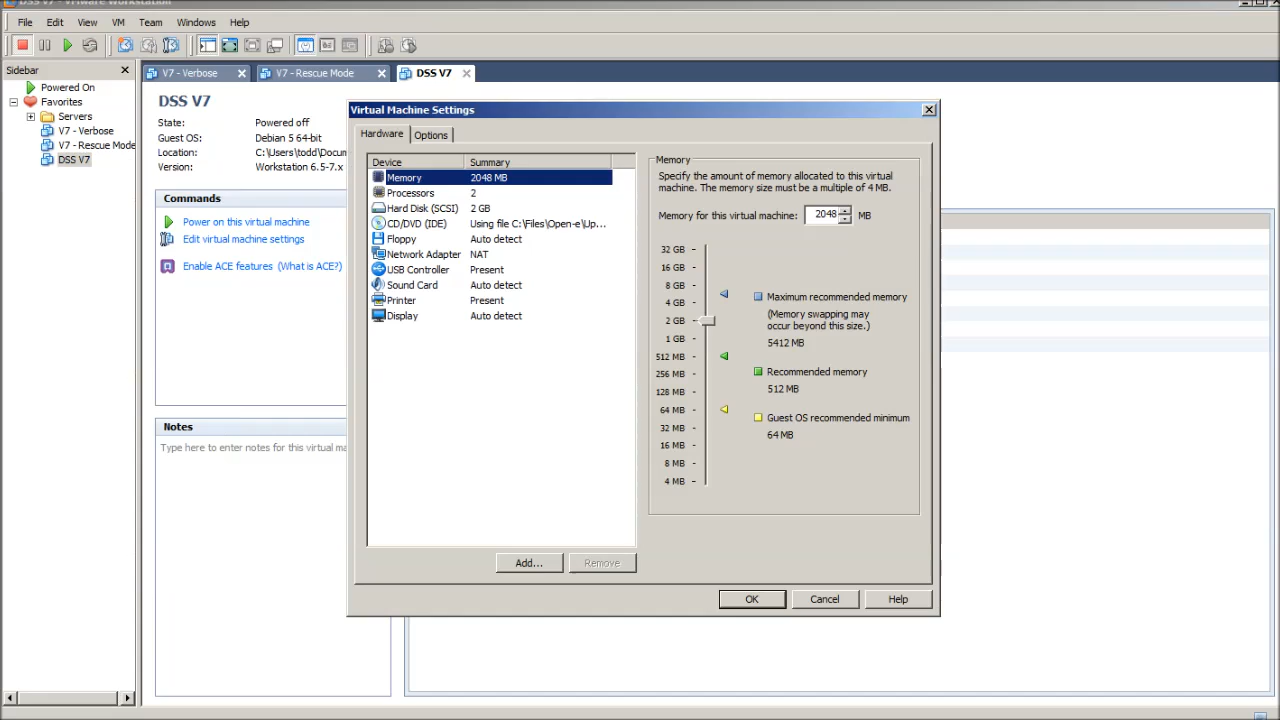 DSS V7 - VMware Workstation
File Edit View VM Team Windows Help
Sidebar
Powered On
Favorites
Servers
V7 - Verbose
V7 - Rescue Mode
DSS V7
V7 - Verbose V7 - Rescue Mode DSS V7
DSS V7
State: Powered off
Guest OS: Debian 5 64-bit
Location: C:\Users\todd\Docum
Version: Workstation 6.5-7.x
Commands
Power on this virtual machine
Edit virtual machine settings
Enable ACE features (What is ACE?)
Notes
Type here to enter notes for this virtual ma
Virtual Machine Settings
Hardware Options
Device Summary
Memory 2048 MB
Processors 2
Hard Disk (SCSI) 2 GB
CD/DVD (IDE) Using file C:\Files\Open-e\Up...
Floppy Auto detect
Network Adapter NAT
USB Controller Present
Sound Card Auto detect
Printer Present
Display Auto detect
Add... Remove
Memory
Specify the amount of memory allocated to this virtual
machine. The memory size must be a multiple of 4 MB.
Memory for this virtual machine: 2048 MB
32 GB
16 GB
8 GB
4 GB
2 GB
1 GB
512 MB
256 MB
128 MB
64 MB
32 MB
16 MB
8 MB
4 MB
Maximum recommended memory
(Memory swapping may
occur beyond this size.)
5412 MB
Recommended memory
512 MB
Guest OS recommended minimum
64 MB
OK Cancel Help